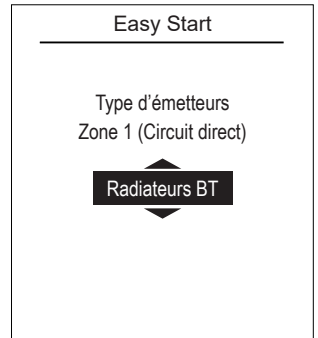 Easy Start
Type d'émetteurs
Zone 1 (Circuit direct)
Radiateurs BT